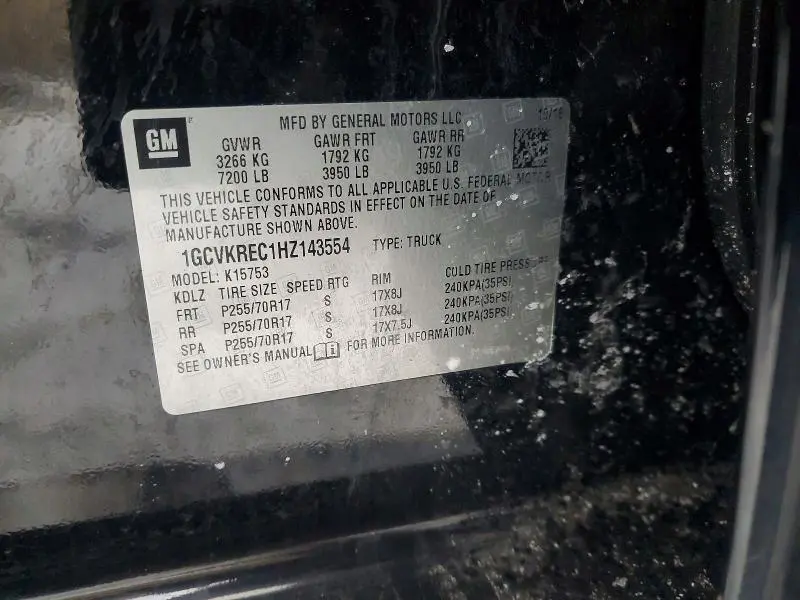 GM
MFD BY GENERAL MOTORS LLC 10/16
GVWR GAWR FRT GAWR RR
3266 KG 1792 KG 1792 KG
7200 LB 3950 LB 3950 LB
THIS VEHICLE CONFORMS TO ALL APPLICABLE U.S. FEDERAL MOTOR
VEHICLE SAFETY STANDARDS IN EFFECT ON THE DATE OF
MANUFACTURE SHOWN ABOVE.
1GCVKREC1HZ143554 TYPE: TRUCK
MODEL: K15753
KDLZ TIRE SIZE SPEED RTG RIM COLD TIRE PRESSURE
FRT P255/70R17 S 17X8J 240KPA(35PSI)
RR P255/70R17 S 17X8J 240KPA(35PSI)
SPA P255/70R17 S 17X7.5J 240KPA(35PSI)
SEE OWNER'S MANUAL FOR MORE INFORMATION.